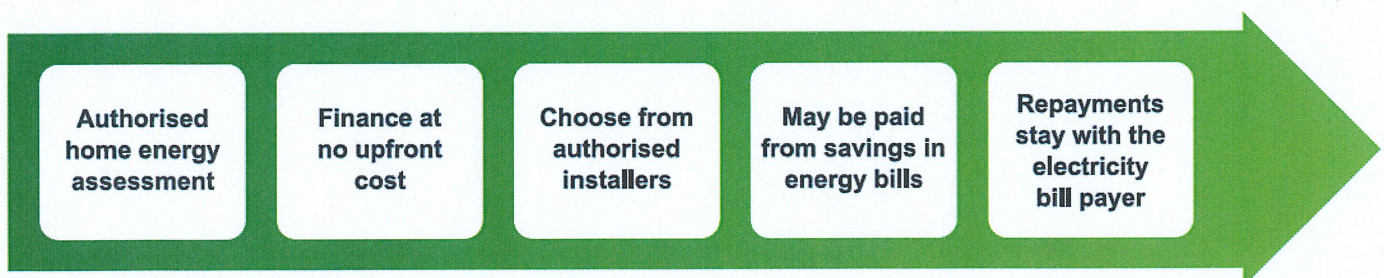 Authorised
home energy
assessment
Finance at
no upfront
cost
Choose from
authorised
installers
May be paid
from savings in
energy bills
Repayments
stay with the
electricity
bill payer